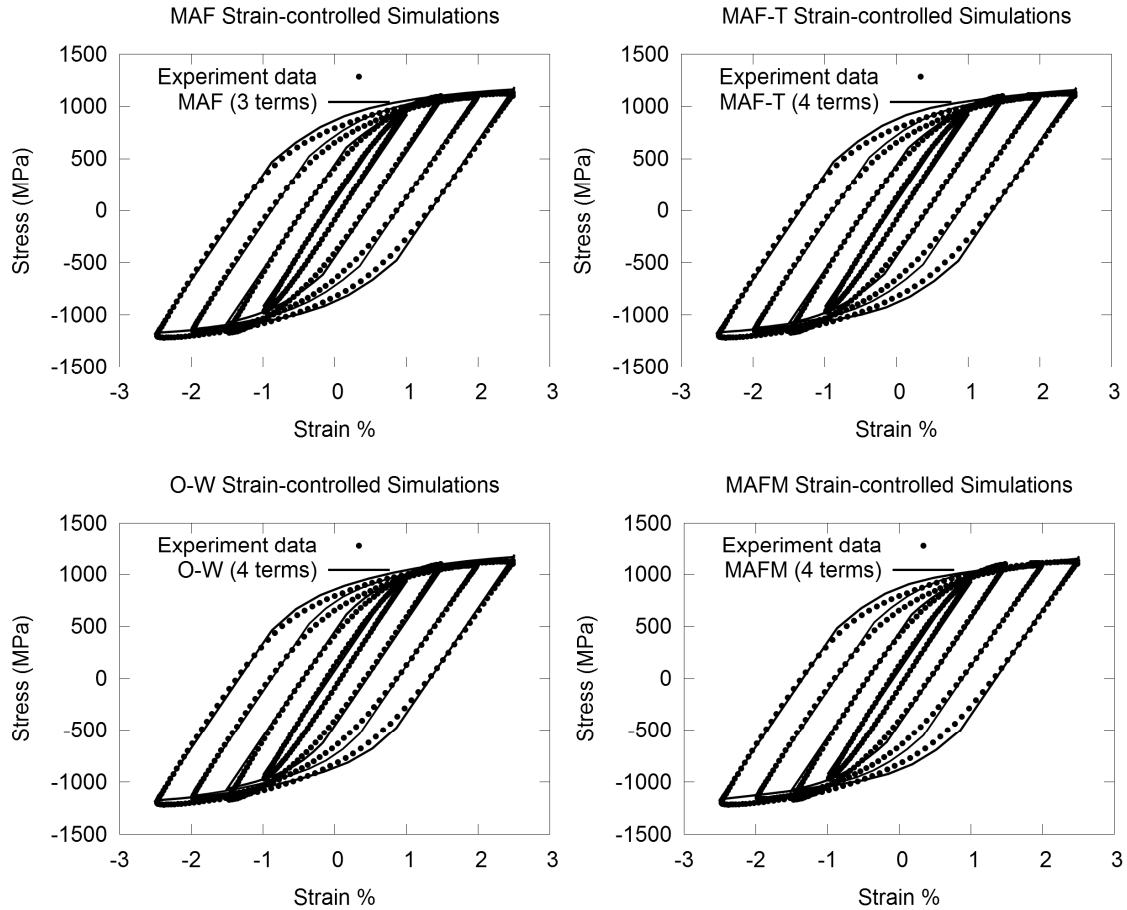 MAF Strain-controlled Simulations
1500
1000
500
0
-500
-1000
-1500
Stress (MPa)
Experiment data
MAF (3 terms)
-3 -2 -1 0 1 2 3
Strain %
MAF-T Strain-controlled Simulations
1500
1000
500
0
-500
-1000
-1500
Stress (MPa)
Experiment data
MAF-T (4 terms)
-3 -2 -1 0 1 2 3
Strain %
O-W Strain-controlled Simulations
1500
1000
500
0
-500
1000
-1500
Stress (MPa)
Experiment data
O-W (4 terms)
-3 -2 -1 0 1 2 3
Strain %
MAFM Strain-controlled Simulations
1500
1000
500
0
-500
-1000
-1500
Stress (MPa)
Experiment data
MAFM (4 terms)
-3 -2 -1 0 1 2 3
Strain %